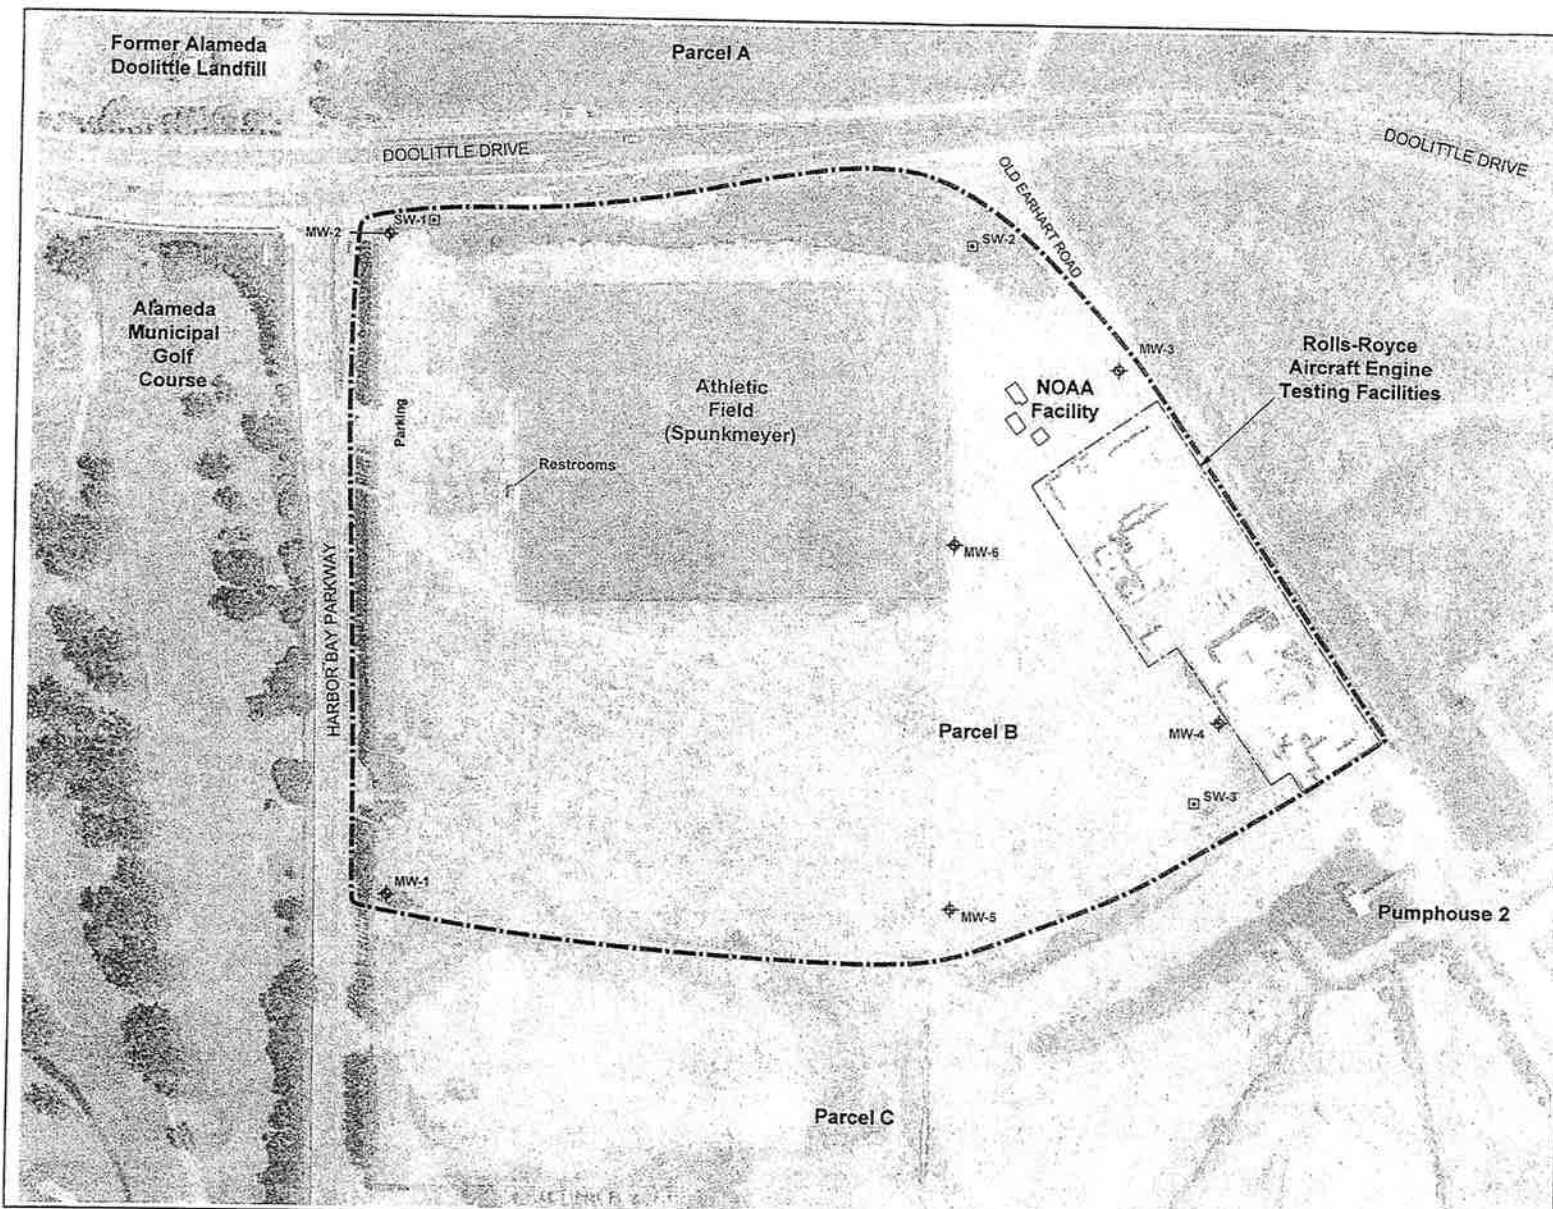 Former Alameda
Doolittle Landfill
Parcel A
DOOLITTLE DRIVE
DOOLITTLE DRIVE
OLD EARHART ROAD
SW-1
MW-2
SW-2
Alameda
Municipal
Golf
Course
MW-3
Rolls-Royce
Aircraft Engine
Testing Facilities
NOAA
Facility
Athletic
Field
(Spunkmeyer)
Parking
Restrooms
MW-6
HARBOR BAY PARKWAY
Parcel B
MW-4
SW-3
MW-1
MW-5
Pumphouse 2
Parcel C